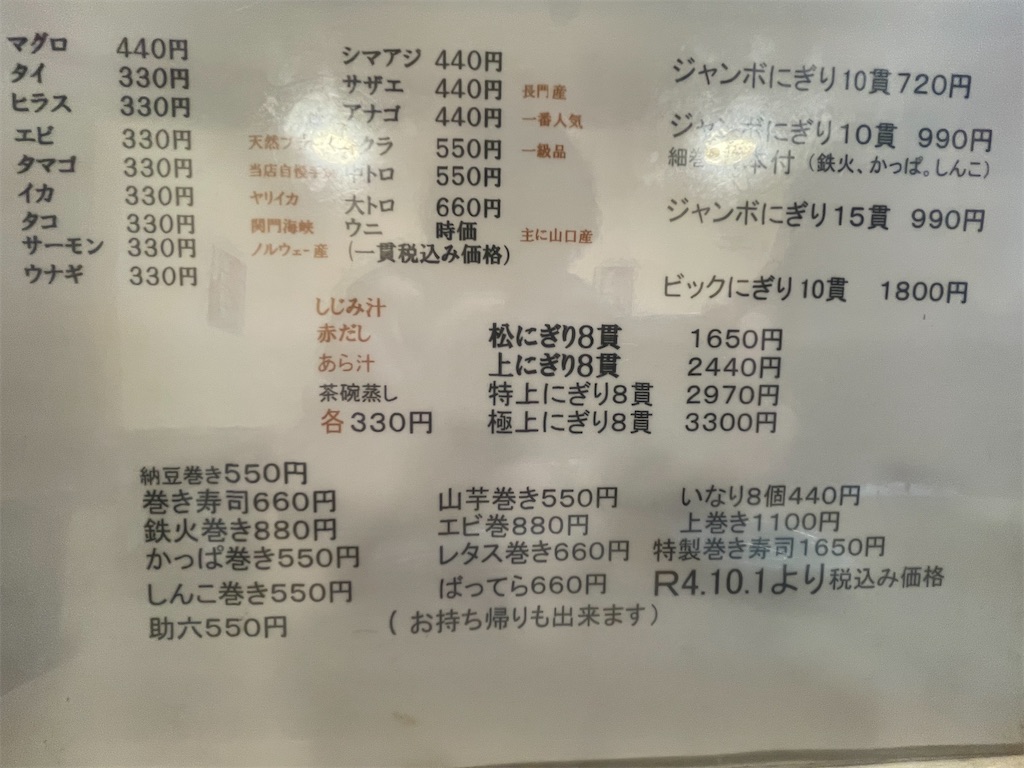 マグロ 440円
タイ 330円
ヒラス 330円
エビ 330円 天然
タマゴ 330円 当店自慢
イカ 330円 ヤリイカ
タコ 330円 関門海峡
サーモン 330円 ノルウェー産
ウナギ 330円
シマアジ 440円
サザエ 440円 長門産
アナゴ 440円 一番人気
クラ 550円 一級品
中トロ 550円
大トロ 660円
ウニ 時価 主に山口産
(一貫税込み価格)
ジャンボにぎり10貫720円
ジャンボにぎり10貫 990円
細巻 本付 (鉄火、かっぱ。しんこ)
ジャンボにぎり15貫 990円
ビックにぎり10貫 1800円
しじみ汁
赤だし
あら汁
茶碗蒸し
各330円
松にぎり8貫 1650円
上にぎり8貫 2440円
特上にぎり8貫 2970円
極上にぎり8貫 3300円
納豆巻き550円
巻き寿司660円
鉄火巻き880円
かっぱ巻き550円
しんこ巻き550円
助六550円
山芋巻き550円
エビ巻880円
レタス巻き660円
ばってら660円
(お持ち帰りも出来ます)
いなり8個440円
上巻き1100円
特製巻き寿司1650円
R4.10.1より税込み価格